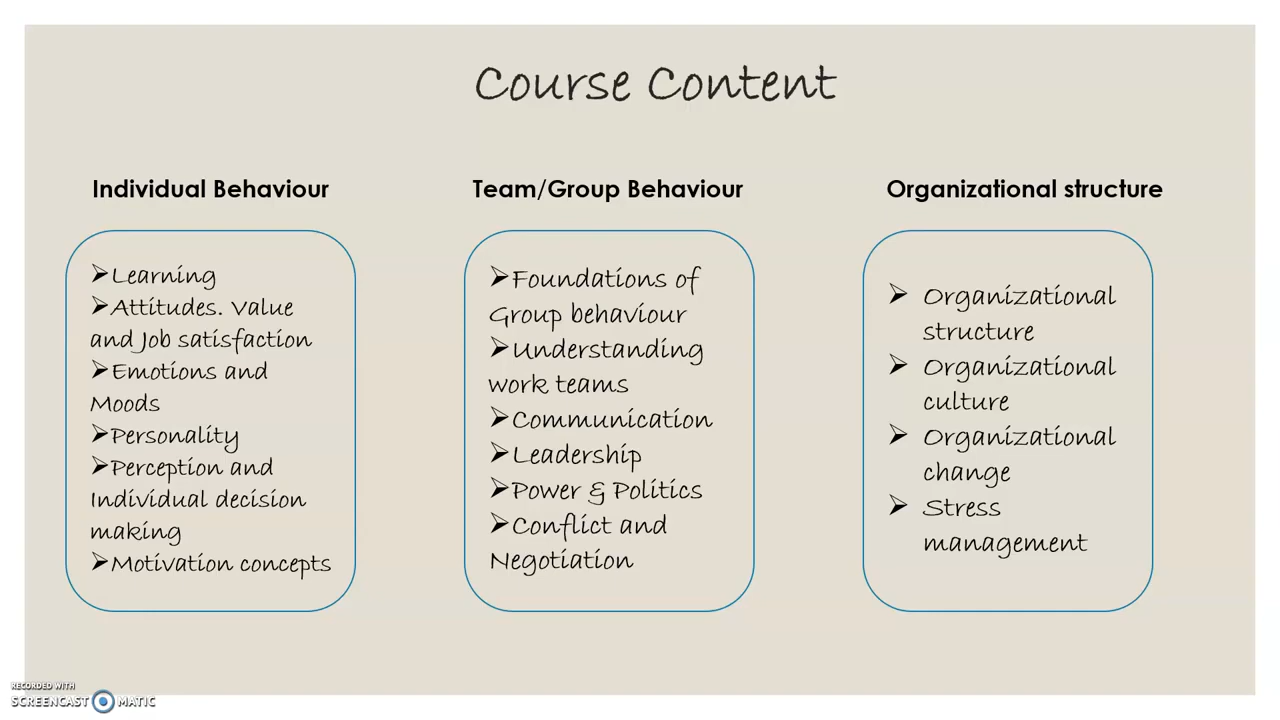 Course Content
Individual Behaviour
Team/Group Behaviour
Organizational structure
➢Learning
➢Attitudes. Value
and Job satisfaction
➢Emotions and
Moods
➢Personality
➢Perception and
Individual decision
making
➢Motivation concepts
➢Foundations of
Group behaviour
➢Understanding
work teams
➢Communication
➢Leadership
➢Power & Politics
➢Conflict and
Negotiation
➢ Organizational
structure
➢ Organizational
culture
➢ Organizational
change
➢ Stress
management
RECORDED WITH
SCREENCAST MATIC